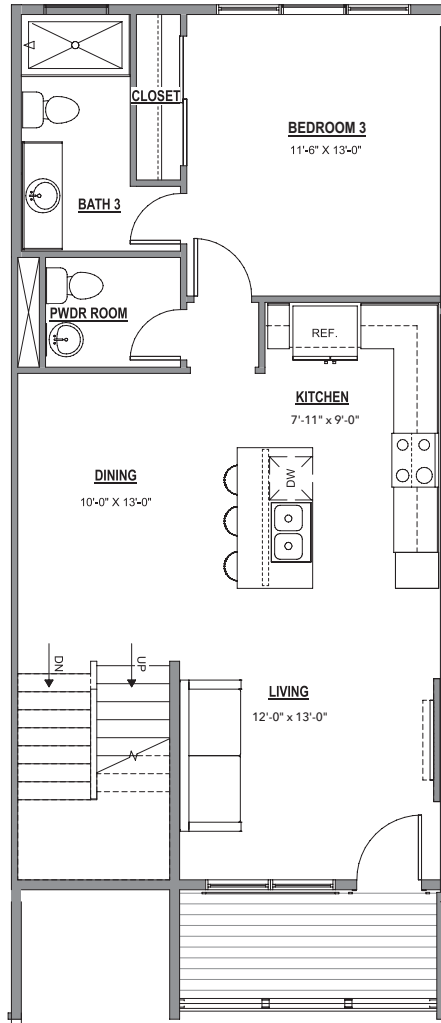 CLOSET
BEDROOM 3
11'-6" X 13'-0"
BATH 3
PWDR ROOM
REF.
KITCHEN
7'-11" x 9'-0"
DINING
10'-0" X 13'-0"
DW
DN
UP
LIVING
12'-0" x 13'-0"